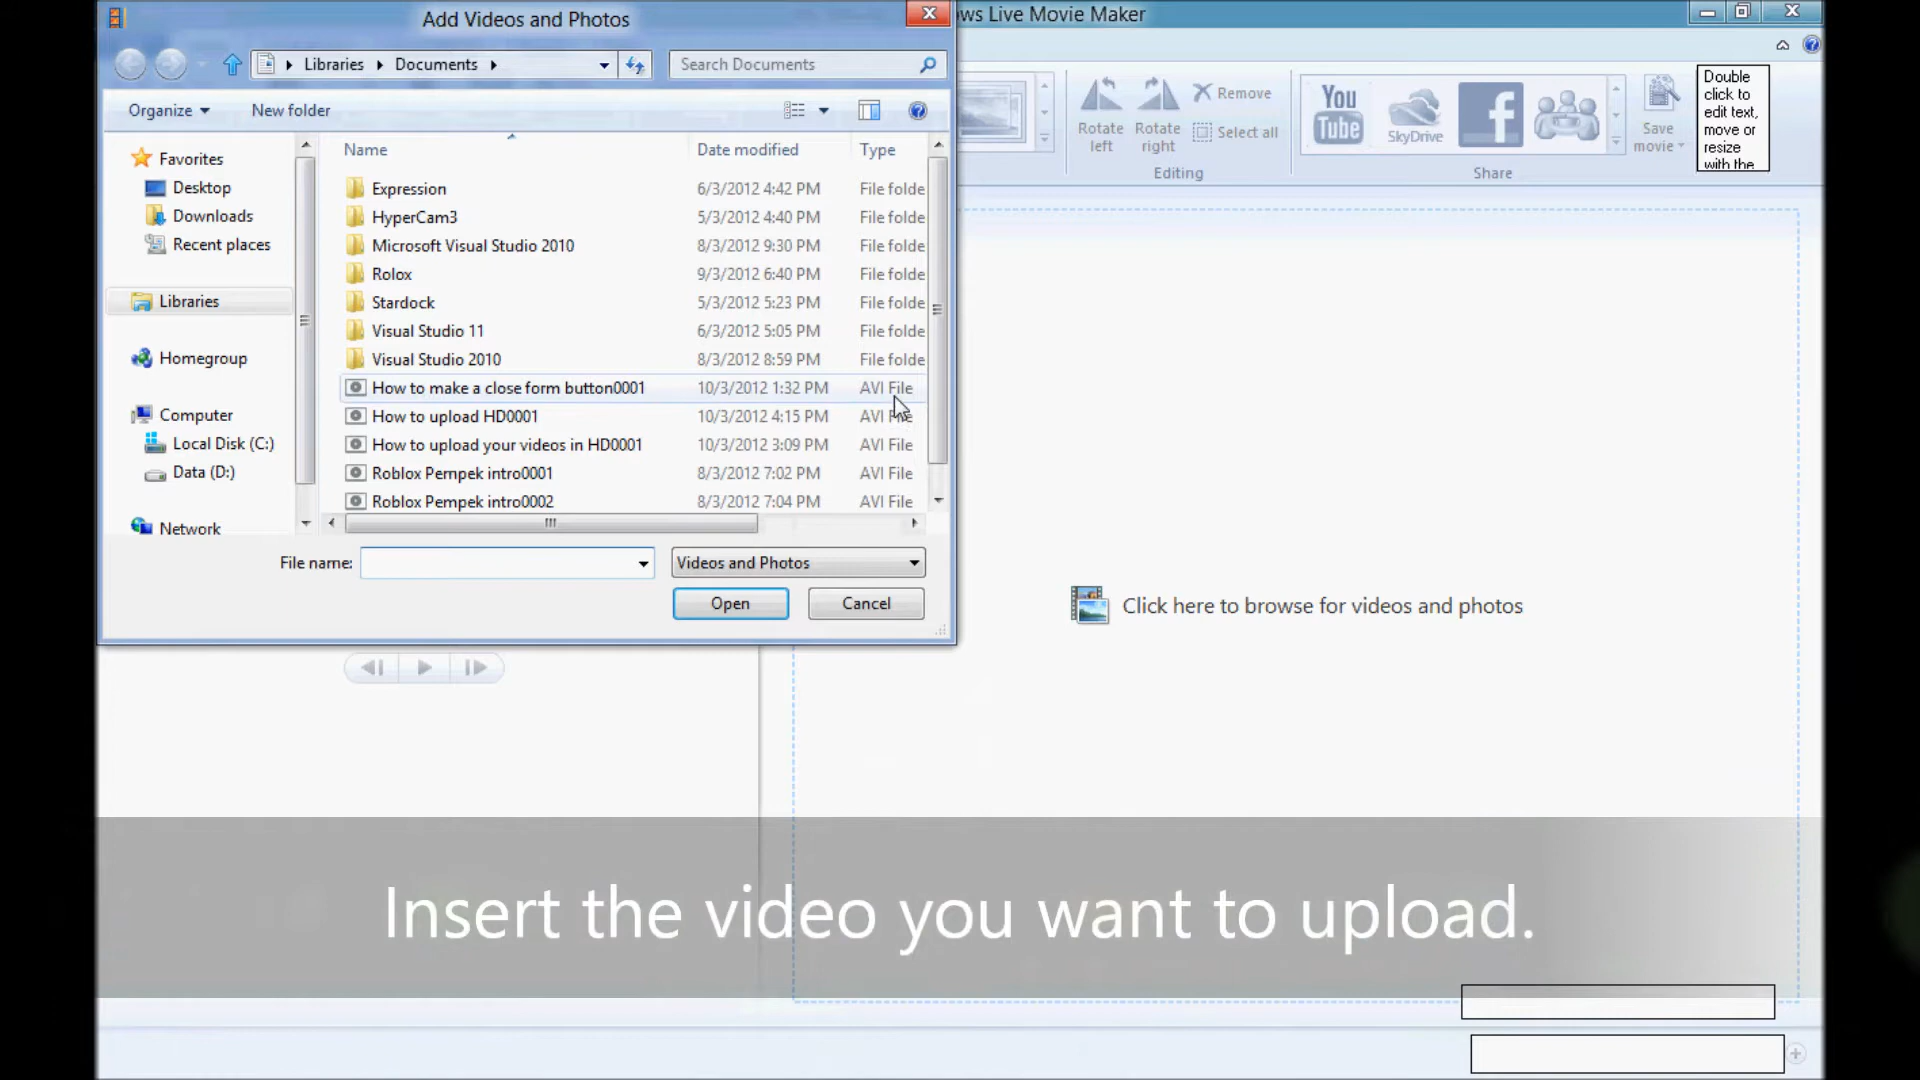 Add Videos and Photos
ws Live Movie Maker
Libraries Documents
Search Documents
Organize New folder
Name Date modified Type
Favorites
Desktop
Downloads
Recent places
Libraries
Homegroup
Computer
Local Disk (C:)
Data (D:)
Network
Expression 6/3/2012 4:42 PM File folde
HyperCam3 5/3/2012 4:40 PM File folde
Microsoft Visual Studio 2010 8/3/2012 9:30 PM File folde
Rolox 9/3/2012 6:40 PM File folde
Stardock 5/3/2012 5:23 PM File folde
Visual Studio 11 6/3/2012 5:05 PM File folde
Visual Studio 2010 8/3/2012 8:59 PM File folde
How to make a close form button0001 10/3/2012 1:32 PM AVI File
How to upload HD0001 10/3/2012 4:15 PM AVI File
How to upload your videos in HD0001 10/3/2012 3:09 PM AVI File
Roblox Pempek intro0001 8/3/2012 7:02 PM AVI File
Roblox Pempek intro0002 8/3/2012 7:04 PM AVI File
File name:
Videos and Photos
Open Cancel
Rotate left
Rotate right
Remove
Select all
Editing
You Tube
SkyDrive
f
Share
Save movie
Double
click to
edit text,
move or
resize
with the
Click here to browse for videos and photos
Insert the video you want to upload.